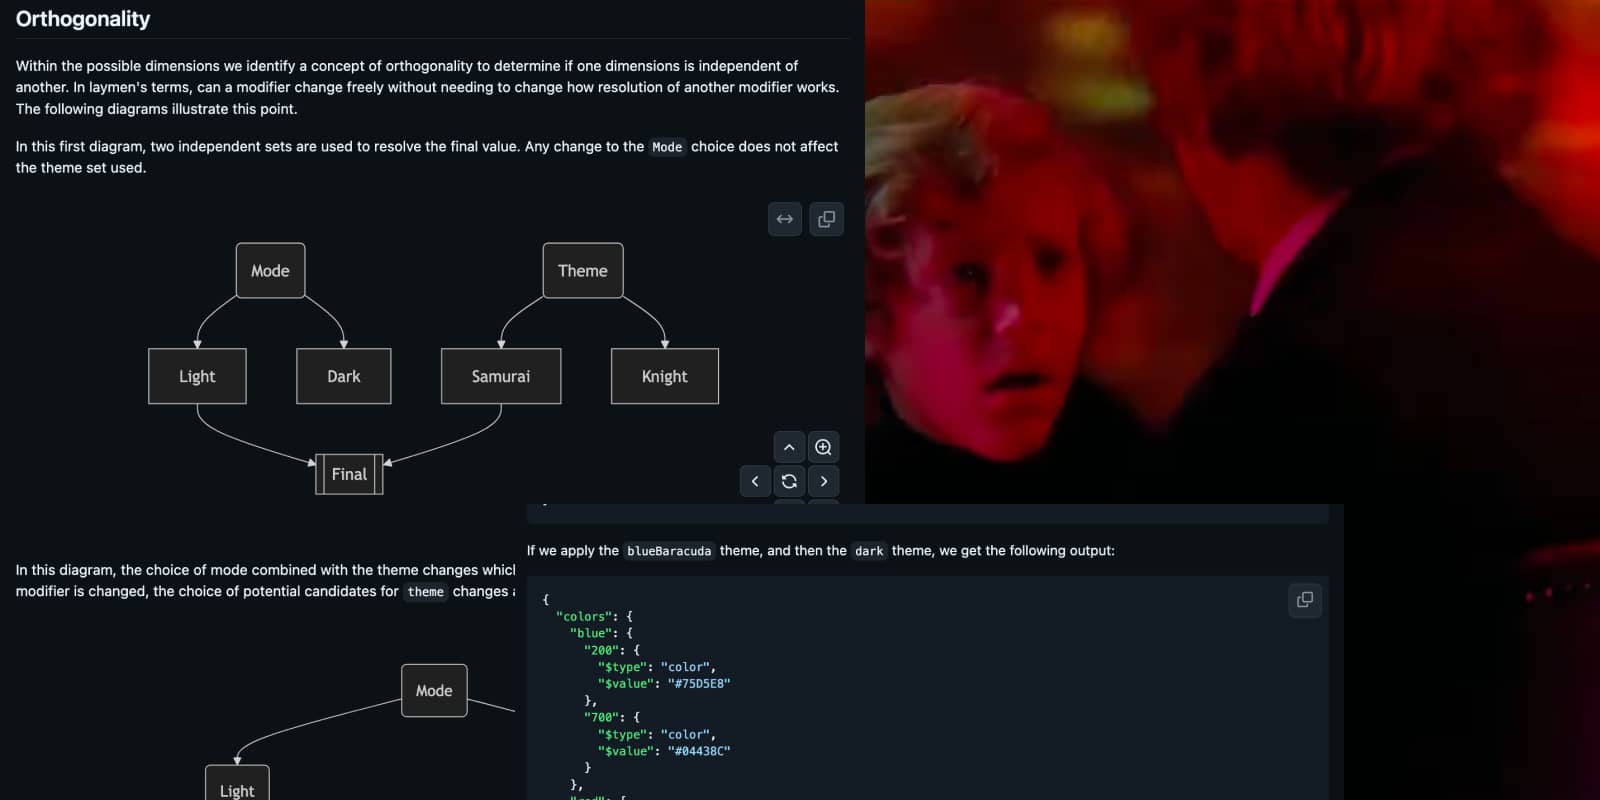 Orthogonality
Within the possible dimensions we identify a concept of orthogonality to determine if one dimensions is independent of
another. In laymen's terms, can a modifier change freely without needing to change how resolution of another modifier works.
The following diagrams illustrate this point.
In this first diagram, two independent sets are used to resolve the final value. Any change to the Mode choice does not affect
the theme set used.
Mode
Theme
Light
Dark
Samurai
Knight
Final
In this diagram, the choice of mode combined with the theme changes which
modifier is changed, the choice of potential candidates for theme changes
Mode
Light
If we apply the blueBaracuda theme, and then the dark theme, we get the following output:
{
"colors": {
"blue": {
"200": {
"$type": "color",
"$value": "#75D5E8"
},
"700": {
"$type": "color",
"$value": "#04438C"
}
},